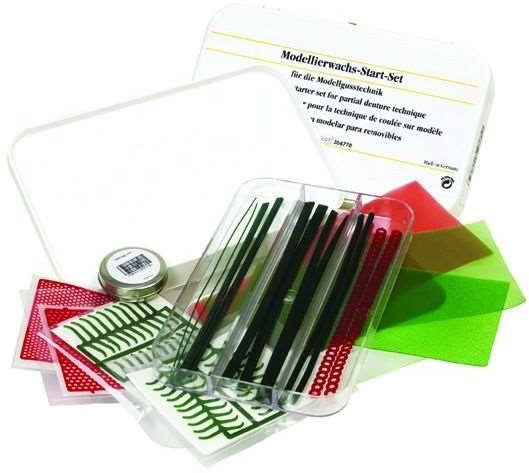 Modellierwachs-Start-Set
für die Modellgusstechnik
starter set for partial denture technique
pour la technique de coulée sur modèle
modelar para removibles
Made in Germany